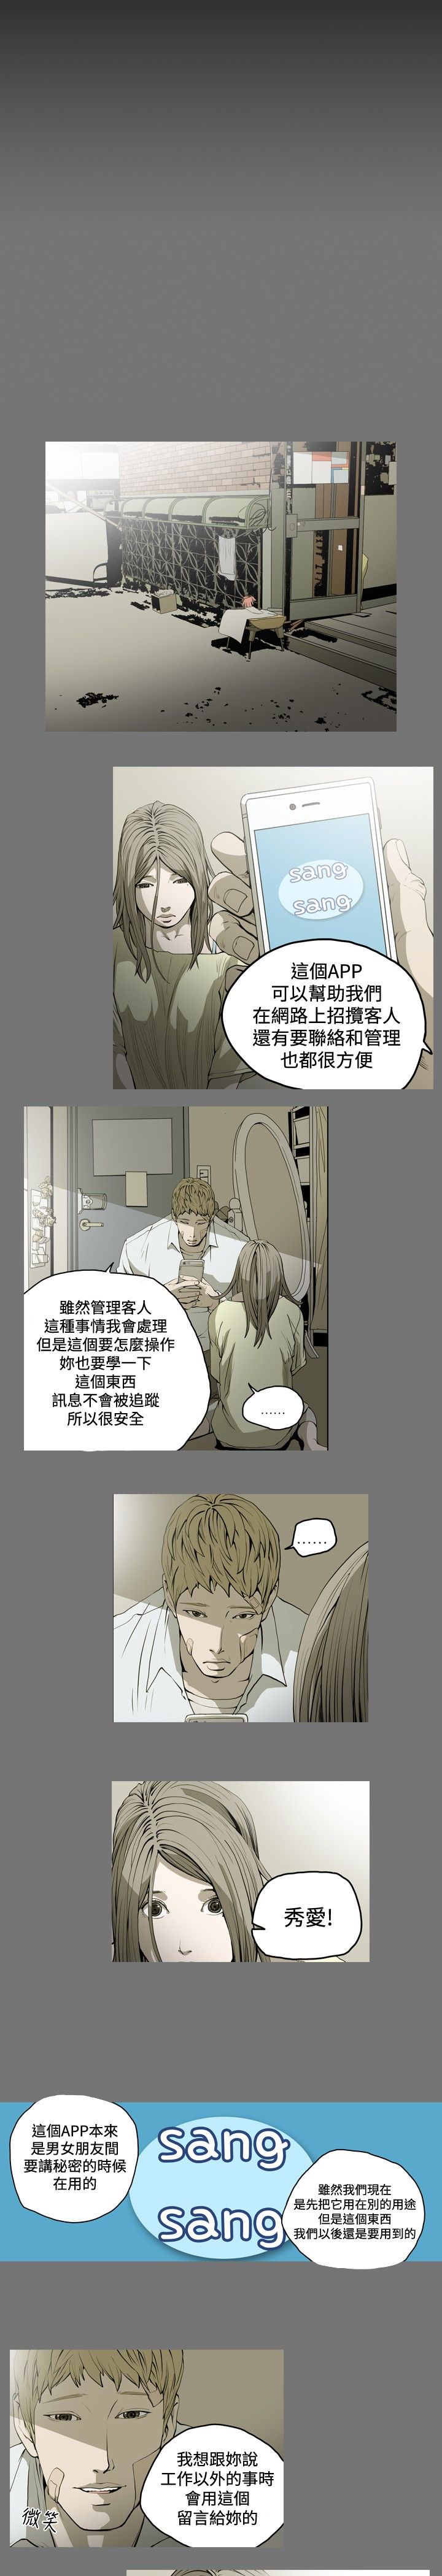 sang
sang
這個APP
可以幫助我們
在網路上招攬客人
還有要聯絡和管理
也都很方便
雖然管理客人
這種事情我會處理
但是這個要怎麼操作
妳也要學一下
這個東西
訊息不會被追蹤
所以很安全
……
……
秀愛!
這個APP本來
是男女朋友間
要講秘密的時候
在用的
sang
sang
雖然我們現在
是先把它用在別的用途
但是這個東西
我們以後還是要用到的
我想跟妳說
工作以外的事時
會用這個
留言給妳的
微笑